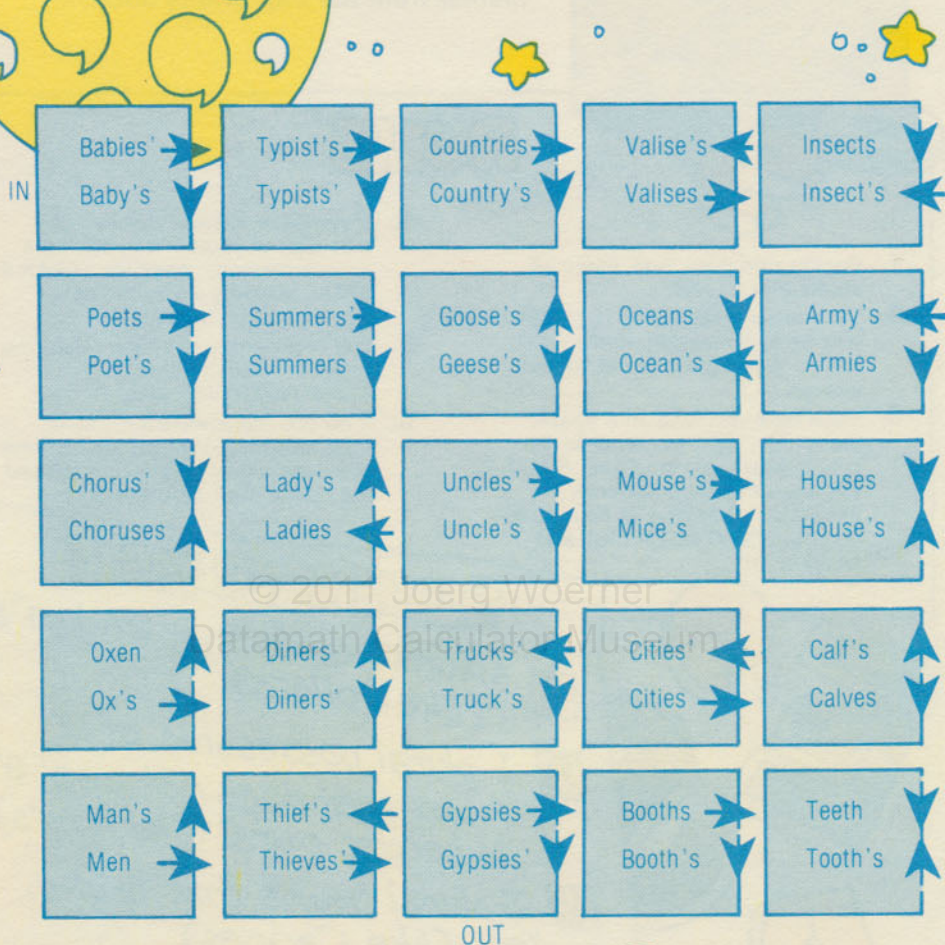 Babies' Typist's Countries Valise's Insects
IN
Baby's Typists' Country's Valises Insect's
Poets Summers' Goose's Oceans Army's
Poet's Summers Geese's Ocean's Armies
Chorus' Lady's Uncles' Mouse's Houses
Choruses Ladies Uncle's Mice's House's
© 2011 Joerg Woerner
Datamath Calculator Museum
Oxen Diners Trucks' Cities' Calf's
Ox's Diners' Truck's Cities Calves
Man's Thief's Gypsies Booths Teeth
Men Thieves' Gypsies' Booth's Tooth's
OUT